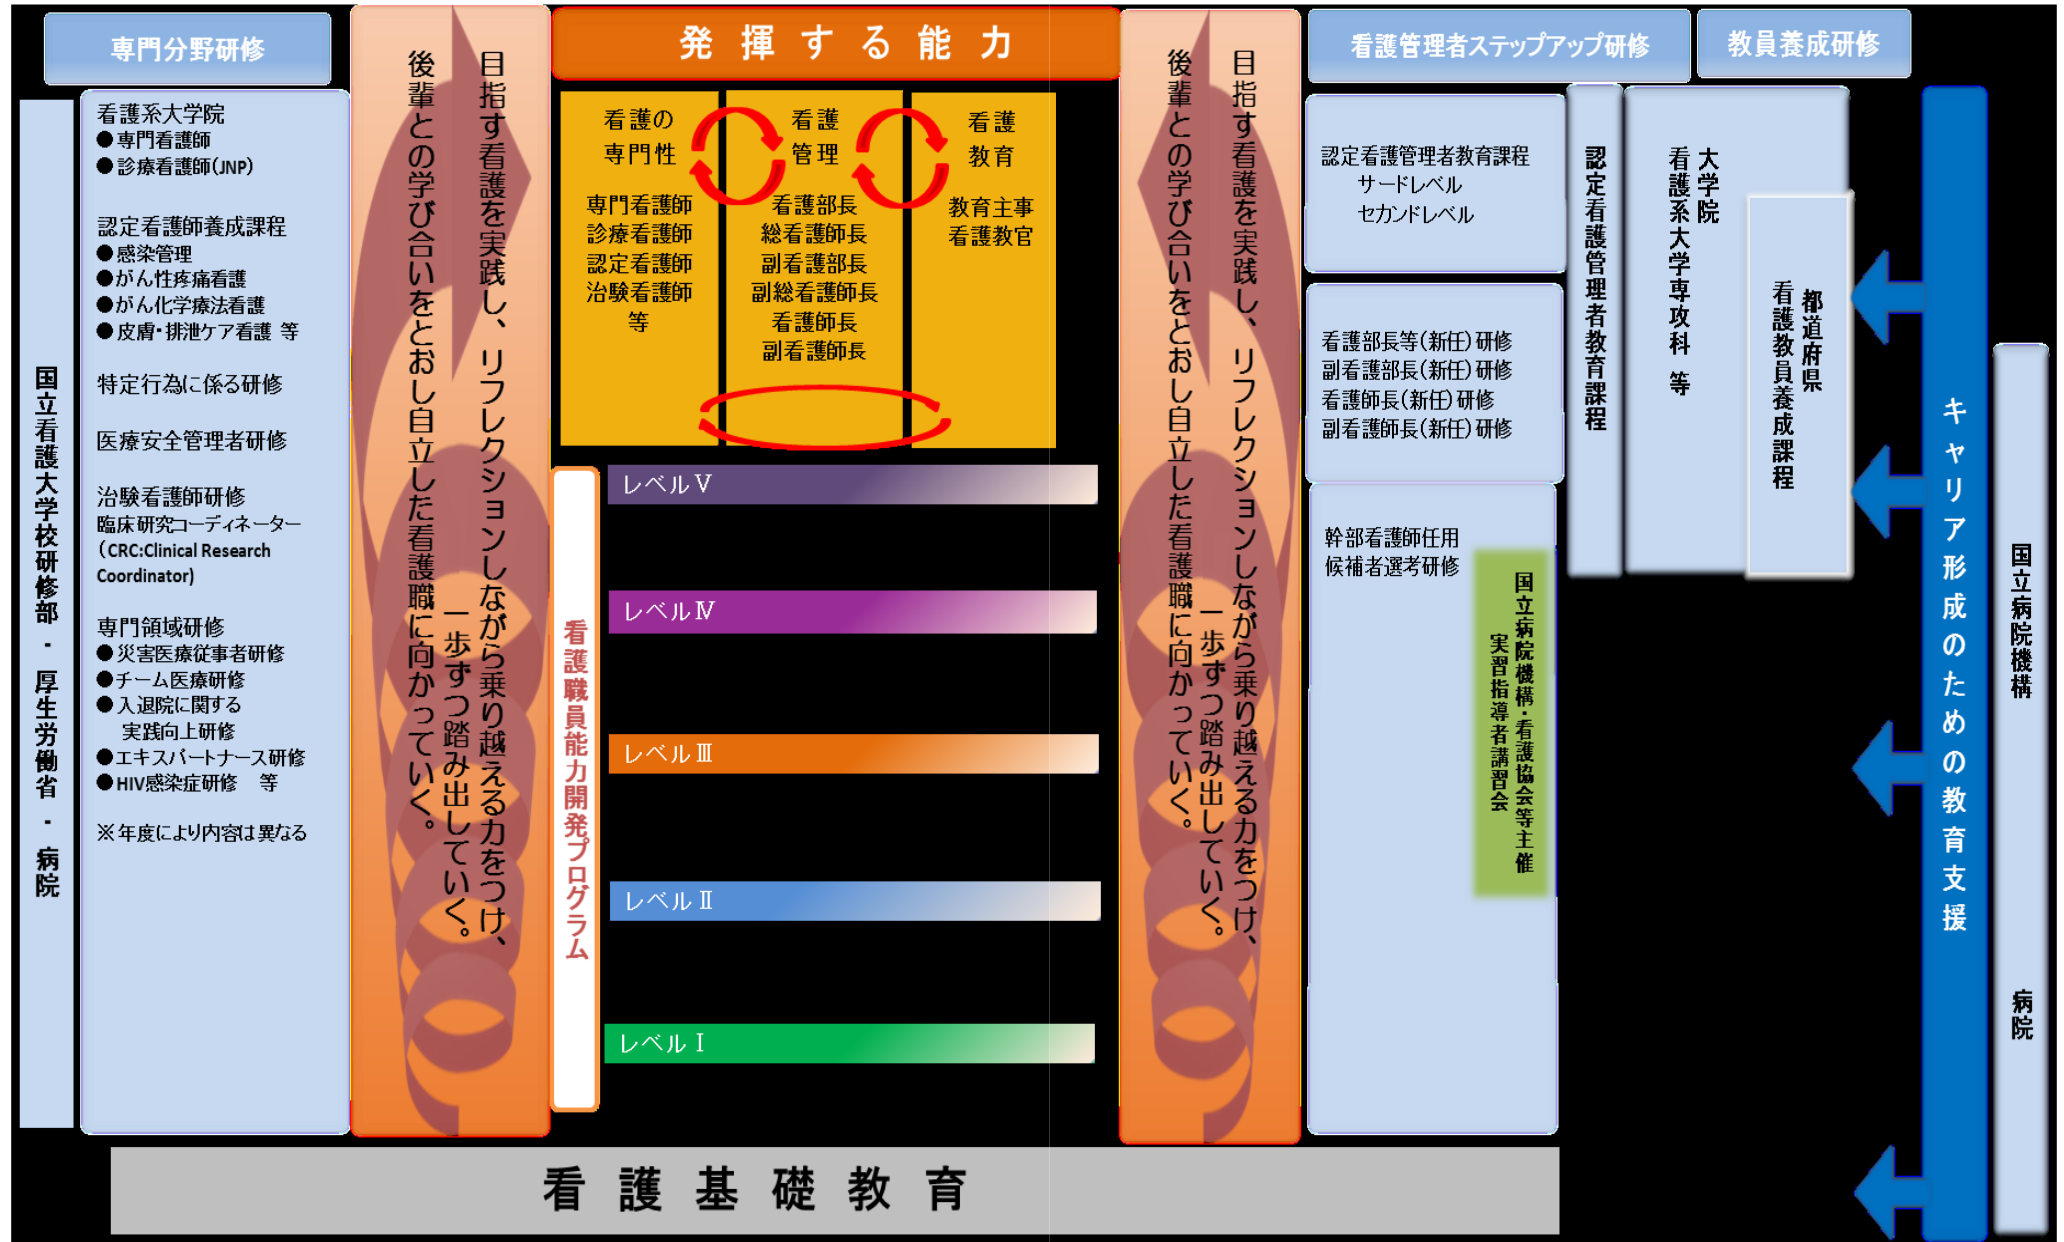 専門分野研修
国立看護大学校研修部・厚生労働省・病院
看護系大学院
●専門看護師
●診療看護師(JNP)
認定看護師養成課程
●感染管理
●がん性疼痛看護
●がん化学療法看護
●皮膚・排泄ケア看護 等
特定行為に係る研修
医療安全管理者研修
治験看護師研修
臨床研究コーディネーター
(CRC:Clinical Research
Coordinator)
専門領域研修
●災害医療従事者研修
●チーム医療研修
●入退院に関する
実践向上研修
●エキスパートナース研修
●HIV感染症研修 等
※年度により内容は異なる
目指す看護を実践し、リフレクションしながら乗り越える力をつけ、
一歩ずつ踏み出していく。
後輩との学び合いをとおし自立した看護職に向かっていく。
発揮する能力
看護の
専門性
専門看護師
診療看護師
認定看護師
治験看護師
等
看護
管理
看護部長
総看護師長
副看護部長
副総看護師長
看護師長
副看護師長
看護
教育
教育主事
看護教官
看護職員能力開発プログラム
レベルⅤ
レベルⅣ
レベルⅢ
レベルⅡ
レベルⅠ
目指す看護を実践し、リフレクションしながら乗り越える力をつけ、
一歩ずつ踏み出していく。
後輩との学び合いをとおし自立した看護職に向かっていく。
看護管理者ステップアップ研修
認定看護管理者教育課程
サードレベル
セカンドレベル
看護部長等(新任)研修
副看護部長(新任)研修
看護師長(新任)研修
副看護師長(新任)研修
幹部看護師任用
候補者選考研修
国立病院機構・看護協会等主催
実習指導者講習会
認定看護管理者教育課程
教員養成研修
大学院
看護系大学専攻科 等
都道府県
看護教員養成課程
キャリア形成のための教育支援
国立病院機構
病院
看護基礎教育